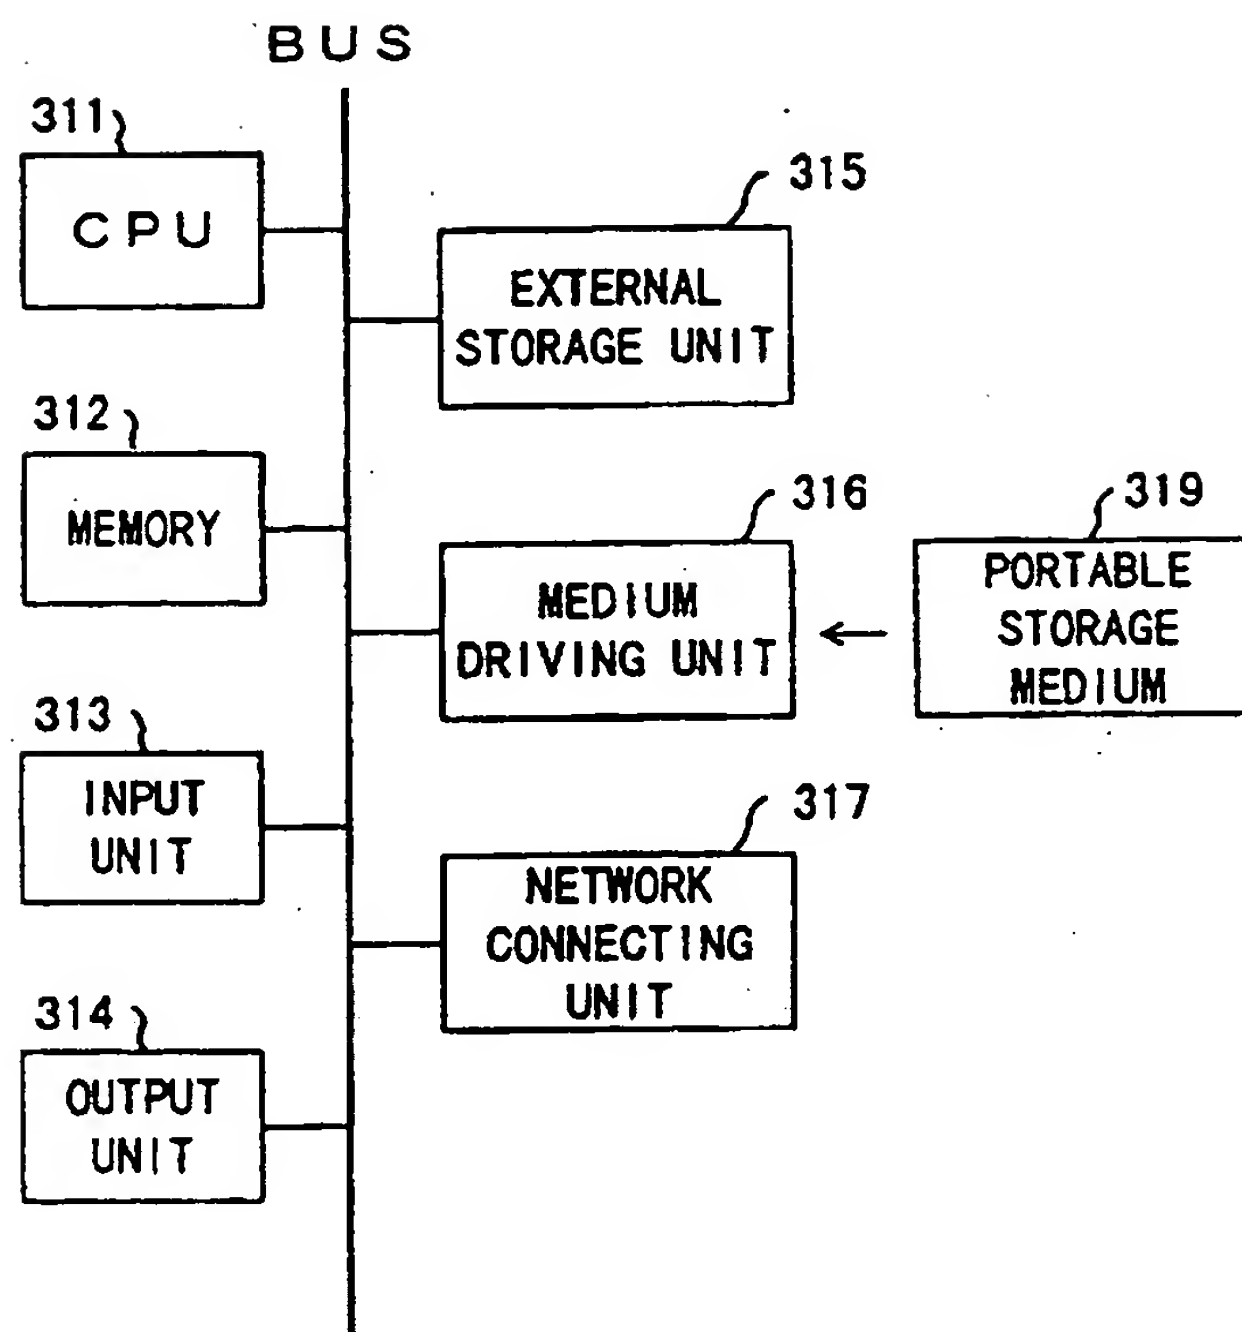 BUS
311
CPU
315
EXTERNAL
STORAGE UNIT
312
MEMORY
316
MEDIUM
DRIVING UNIT
319
PORTABLE
STORAGE
MEDIUM
313
INPUT
UNIT
317
NETWORK
CONNECTING
UNIT
314
OUTPUT
UNIT